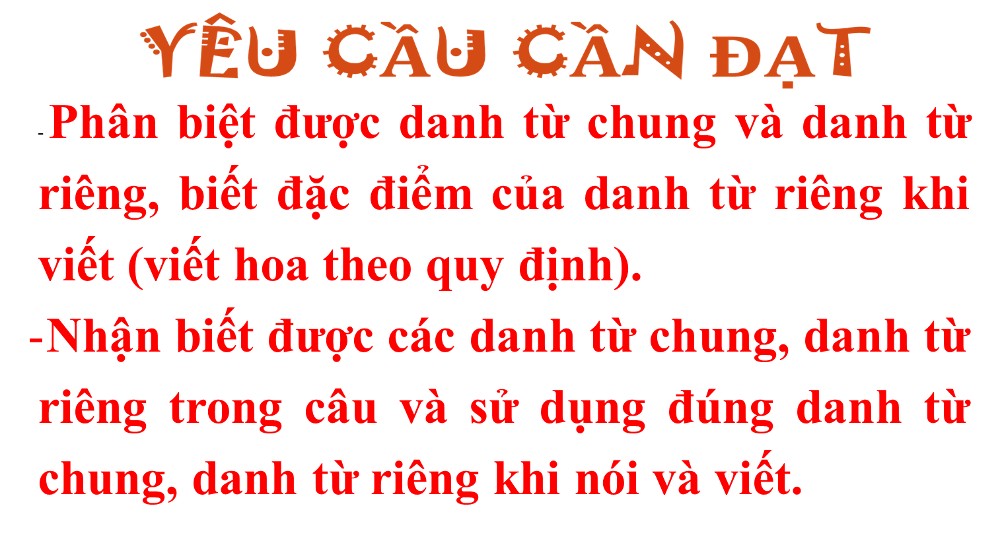 YÊU CẦU CẦN ĐẠT
- Phân biệt được danh từ chung và danh từ
riêng, biết đặc điểm của danh từ riêng khi
viết (viết hoa theo quy định).
-Nhận biết được các danh từ chung, danh từ
riêng trong câu và sử dụng đúng danh từ
chung, danh từ riêng khi nói và viết.